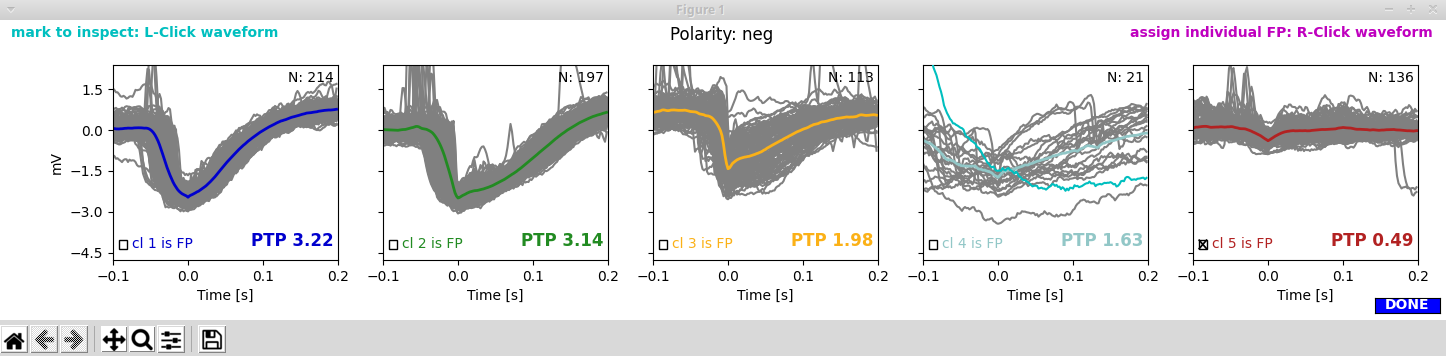 Figure 1
mark to inspect: L-Click waveform
Polarity: neg
assign individual FP: R-Click waveform
N: 214
N: 197
N: 113
N: 21
N: 136
1.5
0.0
−1.5
−3.0
−4.5
mV
cl 1 is FP PTP 3.22
cl 2 is FP PTP 3.14
cl 3 is FP PTP 1.98
cl 4 is FP PTP 1.63
cl 5 is FP PTP 0.49
−0.1 0.0 0.1 0.2
−0.1 0.0 0.1 0.2
−0.1 0.0 0.1 0.2
−0.1 0.0 0.1 0.2
−0.1 0.0 0.1 0.2
Time [s]
Time [s]
Time [s]
Time [s]
Time [s]
DONE